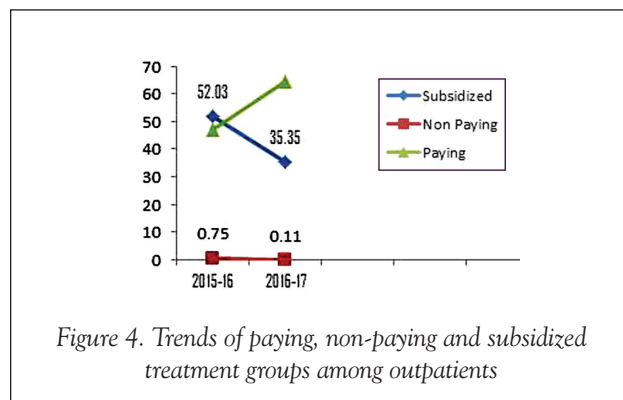 70
60
50
40
30
20
10
0
52.03
35.35
0.75
0.11
2015-16 2016-17
Subsidized
Non Paying
Paying
Figure 4. Trends of paying, non-paying and subsidized
treatment groups among outpatients